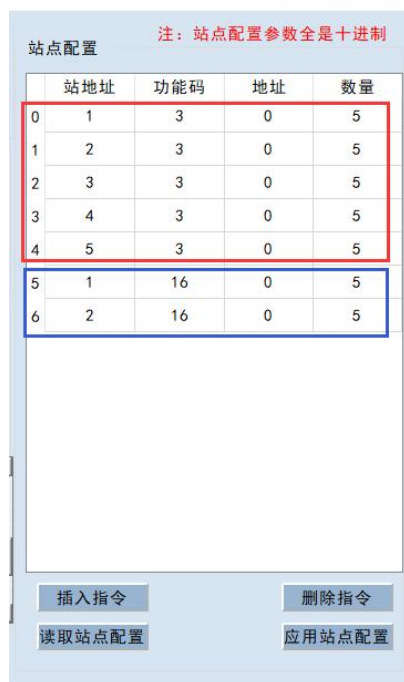 注：站点配置参数全是十进制
站点配置
站地址 功能码 地址 数量
0 1 3 0 5
1 2 3 0 5
2 3 3 0 5
3 4 3 0 5
4 5 3 0 5
5 1 16 0 5
6 2 16 0 5
插入指令 删除指令
读取站点配置 应用站点配置